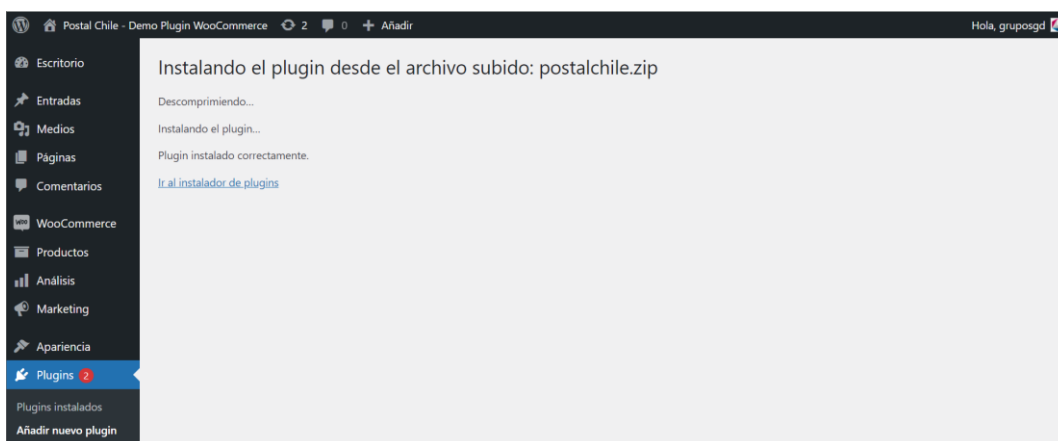 Postal Chile - Demo Plugin WooCommerce 2 0 + Añadir Hola, gruposgd
Escritorio
Entradas
Medios
Páginas
Comentarios
WooCommerce
Productos
Análisis
Marketing
Apariencia
Plugins 2
Plugins instalados
Añadir nuevo plugin
Instalando el plugin desde el archivo subido: postalchile.zip
Descomprimiendo...
Instalando el plugin...
Plugin instalado correctamente.
Ir al instalador de plugins